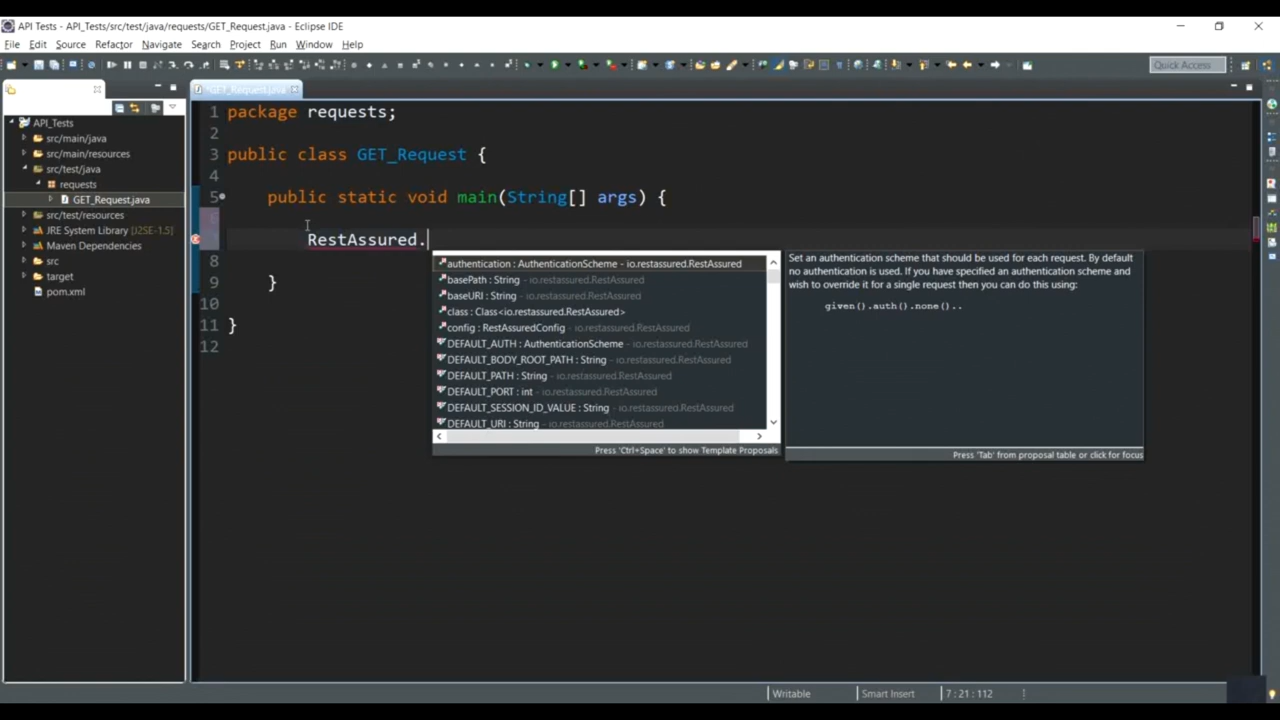 API Tests - API_Tests/src/test/java/requests/GET_Request.java - Eclipse IDE
File Edit Source Refactor Navigate Search Project Run Window Help
Quick Access
*GET_Request.java
API_Tests
src/main/java
src/main/resources
src/test/java
requests
GET_Request.java
src/test/resources
JRE System Library [J2SE-1.5]
Maven Dependencies
src
target
pom.xml
1 package requests;
2
3 public class GET_Request {
4
5 public static void main(String[] args) {
6
RestAssured.
8
9 }
10
11 }
12
authentication : AuthenticationScheme - io.restassured.RestAssured
basePath : String - io.restassured.RestAssured
baseURI : String - io.restassured.RestAssured
class : Class<io.restassured.RestAssured>
config : RestAssuredConfig - io.restassured.RestAssured
DEFAULT_AUTH : AuthenticationScheme - io.restassured.RestAssured
DEFAULT_BODY_ROOT_PATH : String - io.restassured.RestAssured
DEFAULT_PATH : String - io.restassured.RestAssured
DEFAULT_PORT : int - io.restassured.RestAssured
DEFAULT_SESSION_ID_VALUE : String - io.restassured.RestAssured
DEFAULT_URI : String - io.restassured.RestAssured
Press 'Ctrl+Space' to show Template Proposals
Set an authentication scheme that should be used for each request. By default
no authentication is used. If you have specified an authentication scheme and
wish to override it for a single request then you can do this using:
given().auth().none()..
Press 'Tab' from proposal table or click for focus
Writable Smart Insert 7 : 21 : 112